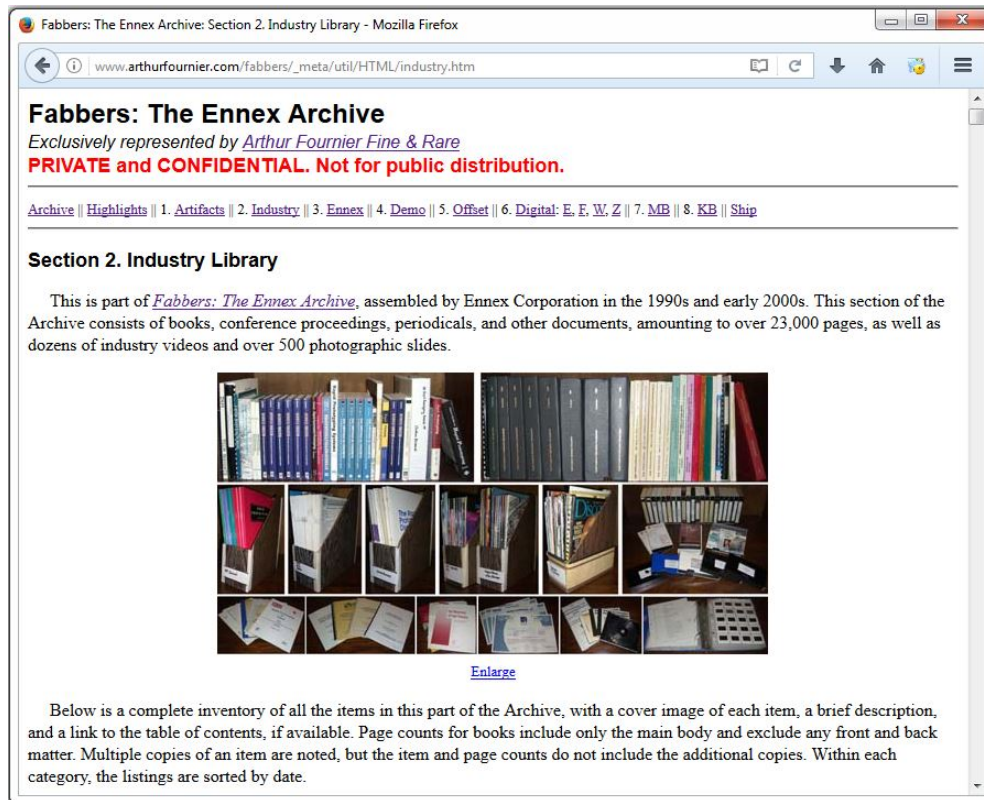 Fabbers: The Ennex Archive: Section 2. Industry Library - Mozilla Firefox
www.arthurfournier.com/fabbers/_meta/util/HTML/industry.htm
Fabbers: The Ennex Archive
Exclusively represented by Arthur Fournier Fine & Rare
PRIVATE and CONFIDENTIAL. Not for public distribution.
Archive || Highlights || 1. Artifacts || 2. Industry || 3. Ennex || 4. Demo || 5. Offset || 6. Digital: E, F, W, Z || 7. MB || 8. KB || Ship
Section 2. Industry Library
This is part of Fabbers: The Ennex Archive, assembled by Ennex Corporation in the 1990s and early 2000s. This section of the
Archive consists of books, conference proceedings, periodicals, and other documents, amounting to over 23,000 pages, as well as
dozens of industry videos and over 500 photographic slides.
Enlarge
Below is a complete inventory of all the items in this part of the Archive, with a cover image of each item, a brief description,
and a link to the table of contents, if available. Page counts for books include only the main body and exclude any front and back
matter. Multiple copies of an item are noted, but the item and page counts do not include the additional copies. Within each
category, the listings are sorted by date.